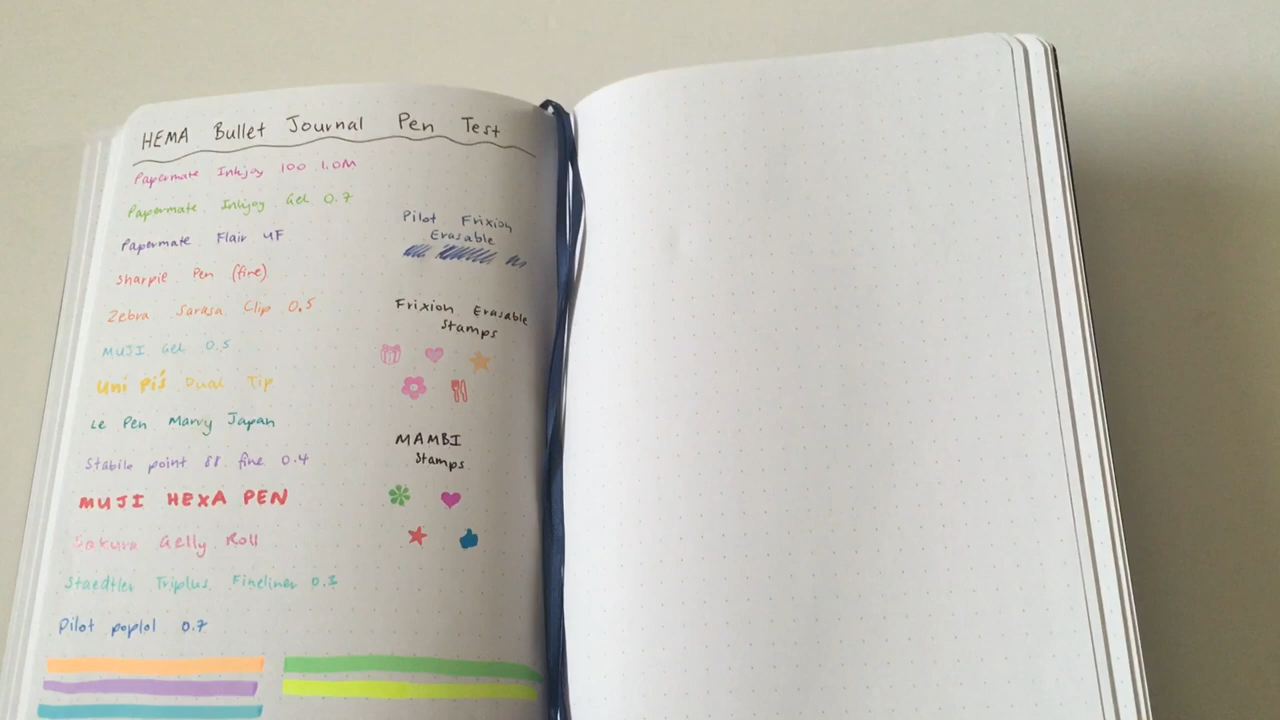 HEMA Bullet Journal Pen Test
Papermate Inkjoy 100 1.0M
Papermate Inkjoy Gel 0.7
Papermate Flair UF
Sharpie Pen (fine)
Zebra Sarasa Clip 0.5
MUJI Gel 0.5
Uni Pis Dual Tip
Le Pen Marvy Japan
Stabile point 88 fine 0.4
MUJI HEXA PEN
Sakura Gelly Roll
Staedtler Triplus Fineliner 0.3
Pilot poplol 0.7
Pilot Frixion
Erasable
Frixion Erasable
Stamps
MAMBI
Stamps